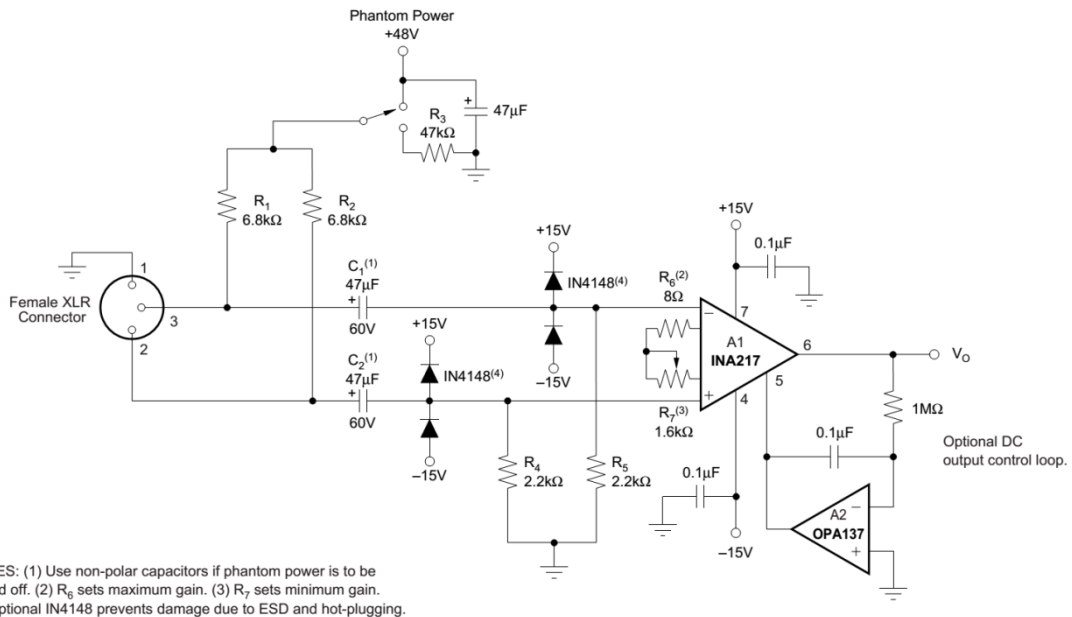 Phantom Power
+48V
+
47µF
R3
47kΩ
R1
6.8kΩ
R2
6.8kΩ
1
Female XLR
Connector
3
2
C1(1)
47µF
+
60V
+15V
IN4148(4)
–15V
C2(1)
47µF
+
60V
+15V
IN4148(4)
–15V
R4
2.2kΩ
R5
2.2kΩ
R6(2)
8Ω
R7(3)
1.6kΩ
+15V
0.1µF
7
–
A1
INA217
+
6
5
4
VO
0.1µF
–15V
1MΩ
0.1µF
Optional DC
output control loop.
A2
–
OPA137
+
ES: (1) Use non-polar capacitors if phantom power is to be
d off. (2) R6 sets maximum gain. (3) R7 sets minimum gain.
ptional IN4148 prevents damage due to ESD and hot-plugging.